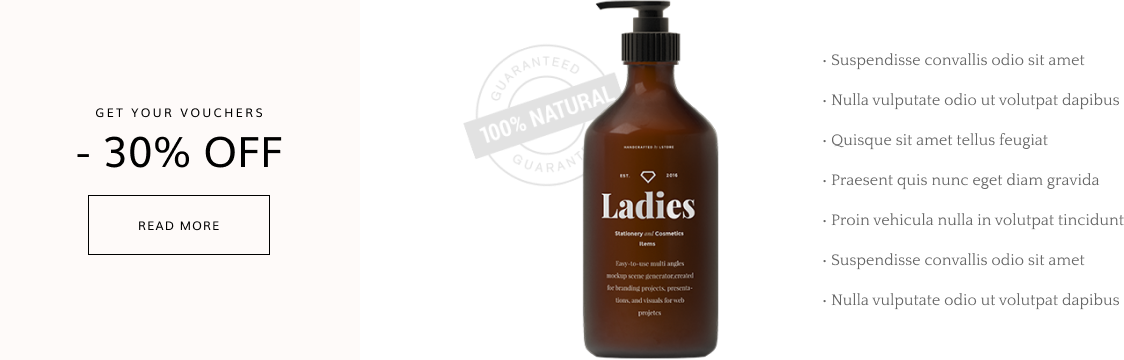 GET YOUR VOUCHERS
- 30% OFF
READ MORE
GUARANTEED
100% NATURAL
GUARANT
HANDCRAFTED
EST. 2016
Ladies
Stationery and Cosmetics
Items
Easy-to-use multi angles
mockup scene generator,created
for branding projects, presenta-
tions, and visuals for web
projetcs
· Suspendisse convallis odio sit amet
· Nulla vulputate odio ut volutpat dapibus
· Quisque sit amet tellus feugiat
· Praesent quis nunc eget diam gravida
· Proin vehicula nulla in volutpat tincidunt
· Suspendisse convallis odio sit amet
· Nulla vulputate odio ut volutpat dapibus